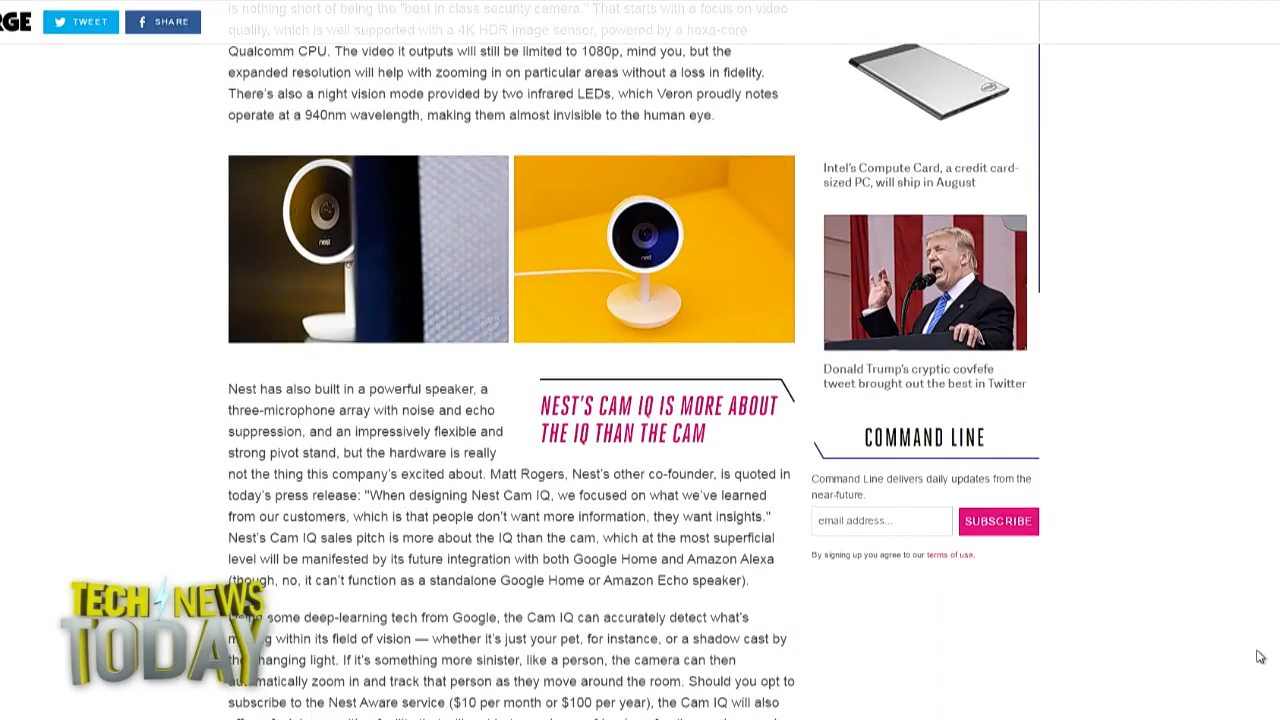 RGE
TWEET
SHARE
is nothing short of being the "best in class security camera." That starts with a focus on video
quality, which is well supported with a 4K HDR image sensor, powered by a hexa-core
Qualcomm CPU. The video it outputs will still be limited to 1080p, mind you, but the
expanded resolution will help with zooming in on particular areas without a loss in fidelity.
There's also a night vision mode provided by two infrared LEDs, which Veron proudly notes
operate at a 940nm wavelength, making them almost invisible to the human eye.
nest
nest
Nest has also built in a powerful speaker, a
three-microphone array with noise and echo
suppression, and an impressively flexible and
strong pivot stand, but the hardware is really
not the thing this company's excited about. Matt Rogers, Nest's other co-founder, is quoted in
today's press release: "When designing Nest Cam IQ, we focused on what we've learned
from our customers, which is that people don't want more information, they want insights."
Nest's Cam IQ sales pitch is more about the IQ than the cam, which at the most superficial
level will be manifested by its future integration with both Google Home and Amazon Alexa
(though, no, it can't function as a standalone Google Home or Amazon Echo speaker).
NEST'S CAM IQ IS MORE ABOUT
THE IQ THAN THE CAM
some deep-learning tech from Google, the Cam IQ can accurately detect what's
within its field of vision — whether it's just your pet, for instance, or a shadow cast by
hanging light. If it's something more sinister, like a person, the camera can then
automatically zoom in and track that person as they move around the room. Should you opt to
subscribe to the Nest Aware service ($10 per month or $100 per year), the Cam IQ will also
intel
Intel's Compute Card, a credit card-
sized PC, will ship in August
Donald Trump's cryptic covfefe
tweet brought out the best in Twitter
COMMAND LINE
Command Line delivers daily updates from the
near-future.
email address...
SUBSCRIBE
By signing up you agree to our terms of use.
TECH NEWS
TODAY